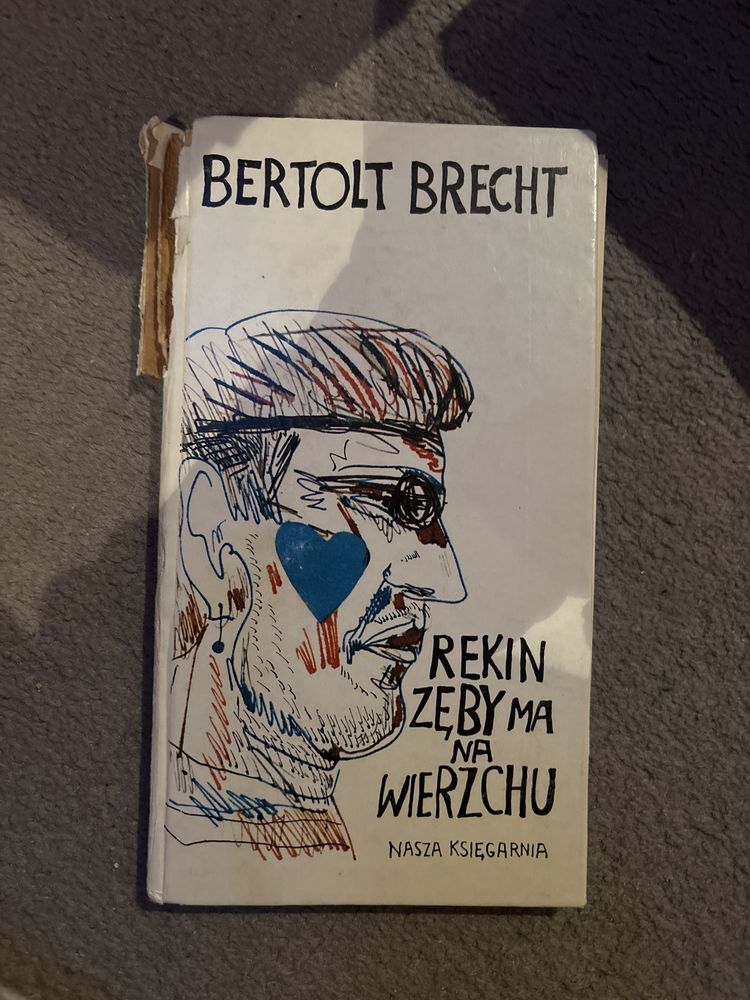 BERTOLT BRECHT
REKIN
ZĘBY MA
NA
WIERZCHU
NASZA KSIĘGARNIA